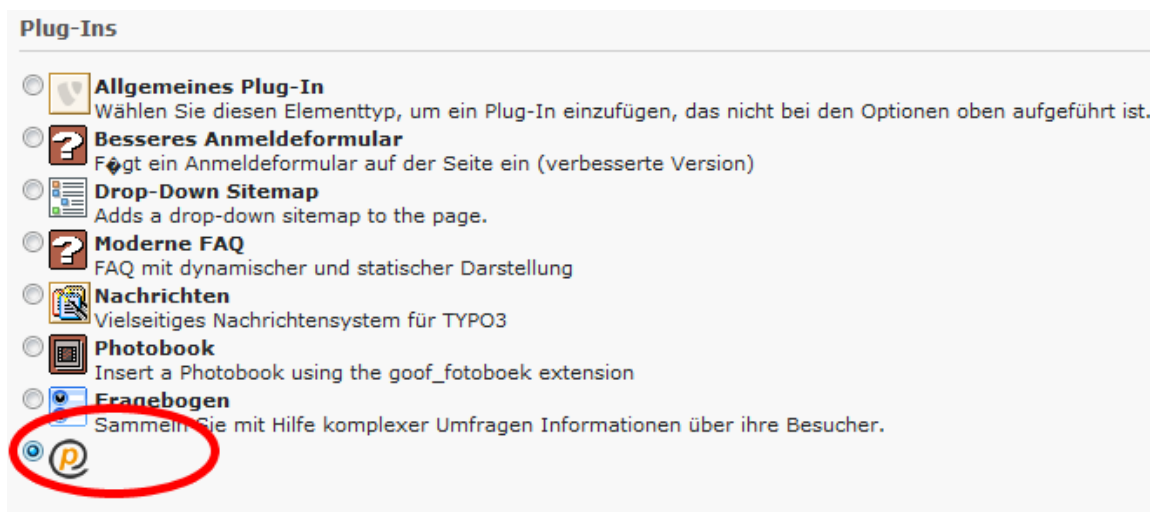 Plug-Ins
Allgemeines Plug-In
Wählen Sie diesen Elementtyp, um ein Plug-In einzufügen, das nicht bei den Optionen oben aufgeführt ist.
Besseres Anmeldeformular
F�gt ein Anmeldeformular auf der Seite ein (verbesserte Version)
Drop-Down Sitemap
Adds a drop-down sitemap to the page.
Moderne FAQ
FAQ mit dynamischer und statischer Darstellung
Nachrichten
Vielseitiges Nachrichtensystem für TYPO3
Photobook
Insert a Photobook using the goof_fotoboek extension
Fragebogen
Sammeln Sie mit Hilfe komplexer Umfragen Informationen über ihre Besucher.